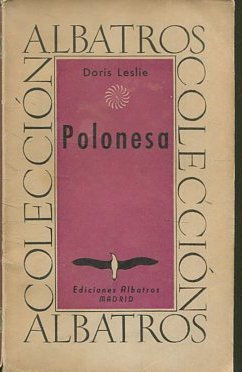 ALBATROS
COLECCIÓN
COLECCIÓN
Doris Leslie
Polonesa
Ediciones Albatros
MADRID
ALBATROS